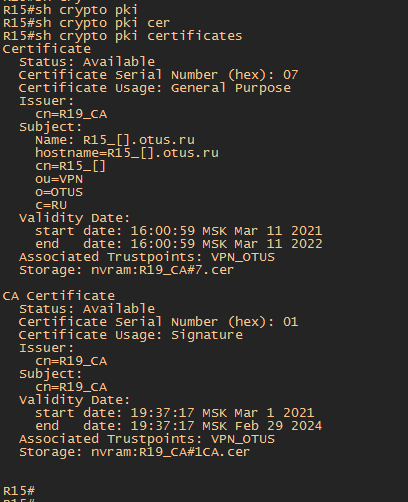 R15#sh crypto pki
R15#sh crypto pki cer
R15#sh crypto pki certificates
Certificate
  Status: Available
  Certificate Serial Number (hex): 07
  Certificate Usage: General Purpose
  Issuer:
    cn=R19_CA
  Subject:
    Name: R15_[].otus.ru
    hostname=R15_[].otus.ru
    cn=R15_[]
    ou=VPN
    o=OTUS
    c=RU
  Validity Date:
    start date: 16:00:59 MSK Mar 11 2021
    end   date: 16:00:59 MSK Mar 11 2022
  Associated Trustpoints: VPN_OTUS
  Storage: nvram:R19_CA#7.cer

CA Certificate
  Status: Available
  Certificate Serial Number (hex): 01
  Certificate Usage: Signature
  Issuer:
    cn=R19_CA
  Subject:
    cn=R19_CA
  Validity Date:
    start date: 19:37:17 MSK Mar 1 2021
    end   date: 19:37:17 MSK Feb 29 2024
  Associated Trustpoints: VPN_OTUS
  Storage: nvram:R19_CA#1CA.cer

R15#